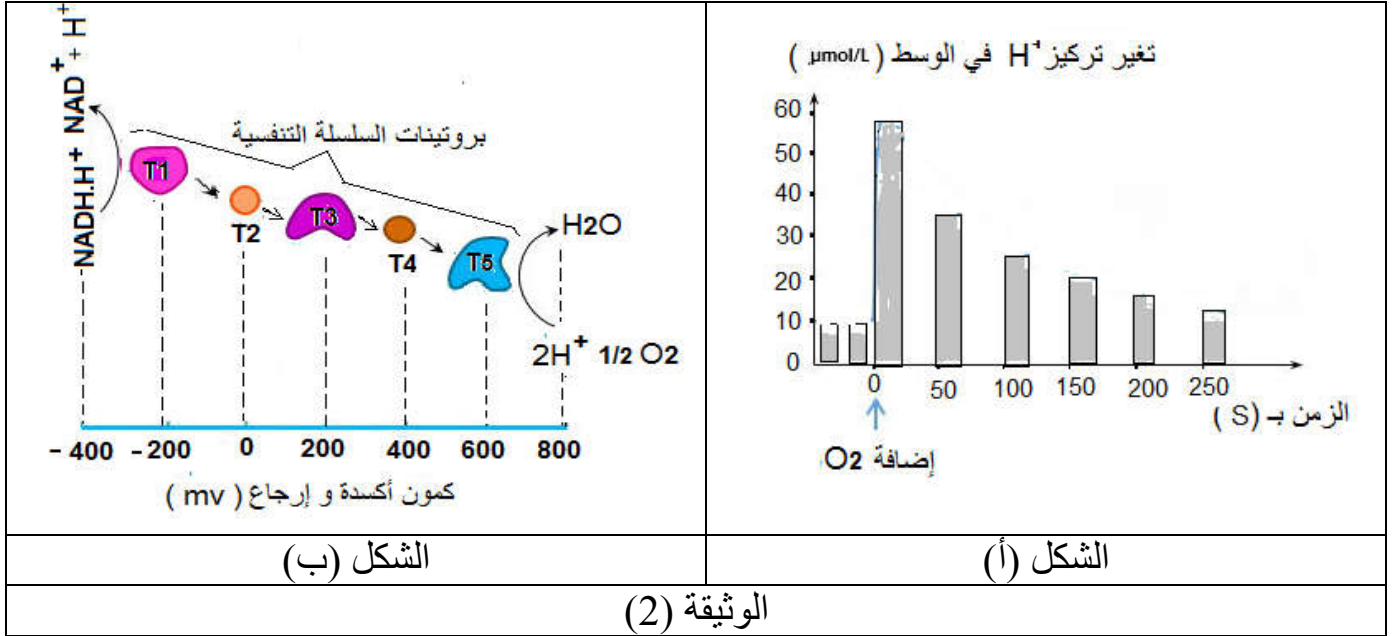 تغير تركيز H+ في الوسط ( µmol/L )
60
50
40
30
20
10
0
0 50 100 150 200 250
الزمن بـ ( S )
إضافة O2
الشكل (أ)
NADH.H+ NAD+ + H+
بروتينات السلسلة التنفسية
T1
T2
T3
T4
T5
H2O
2H+ 1/2 O2
- 400 - 200 0 200 400 600 800
كمون أكسدة و إرجاع ( mv )
الشكل (ب)
الوثيقة (2)